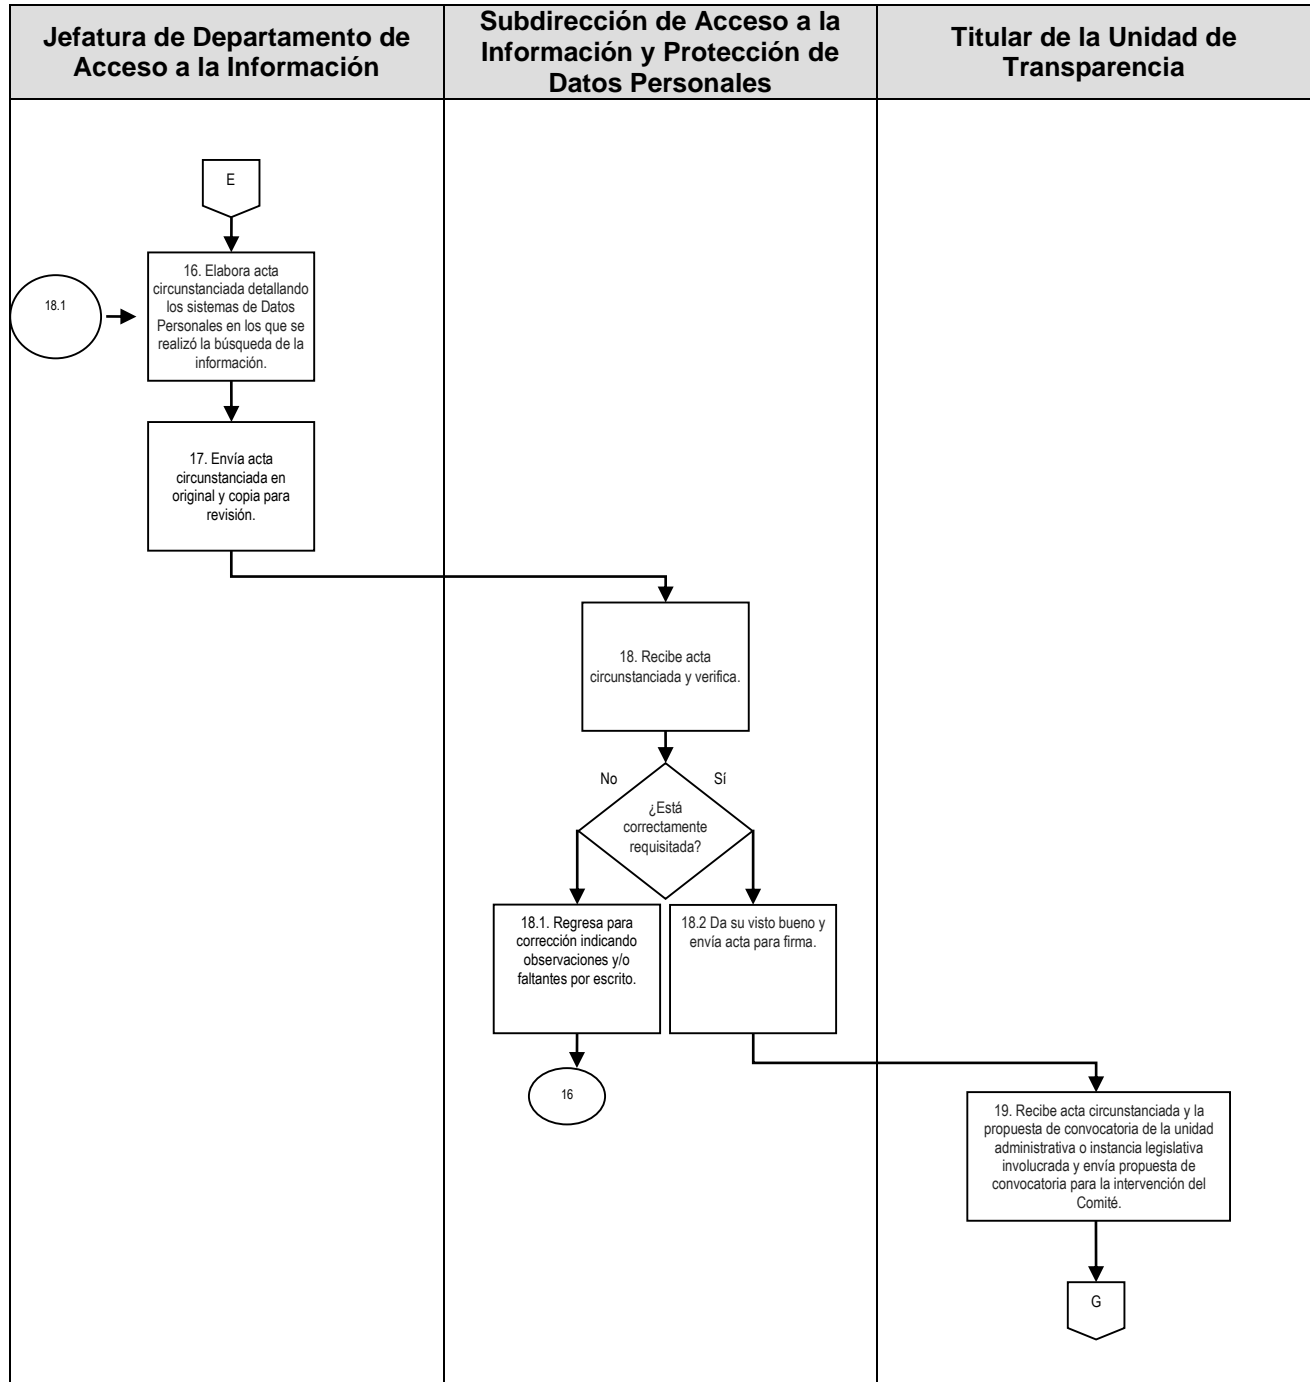 Jefatura de Departamento de
Acceso a la Información
Subdirección de Acceso a la
Información y Protección de
Datos Personales
Titular de la Unidad de
Transparencia
E
18.1
16. Elabora acta
circunstanciada detallando
los sistemas de Datos
Personales en los que se
realizó la búsqueda de la
información.
17. Envía acta
circunstanciada en
original y copia para
revisión.
18. Recibe acta
circunstanciada y verifica.
No
Sí
¿Está
correctamente
requisitada?
18.1. Regresa para
corrección indicando
observaciones y/o
faltantes por escrito.
18.2 Da su visto bueno y
envía acta para firma.
16
19. Recibe acta circunstanciada y la
propuesta de convocatoria de la unidad
administrativa o instancia legislativa
involucrada y envía propuesta de
convocatoria para la intervención del
Comité.
G